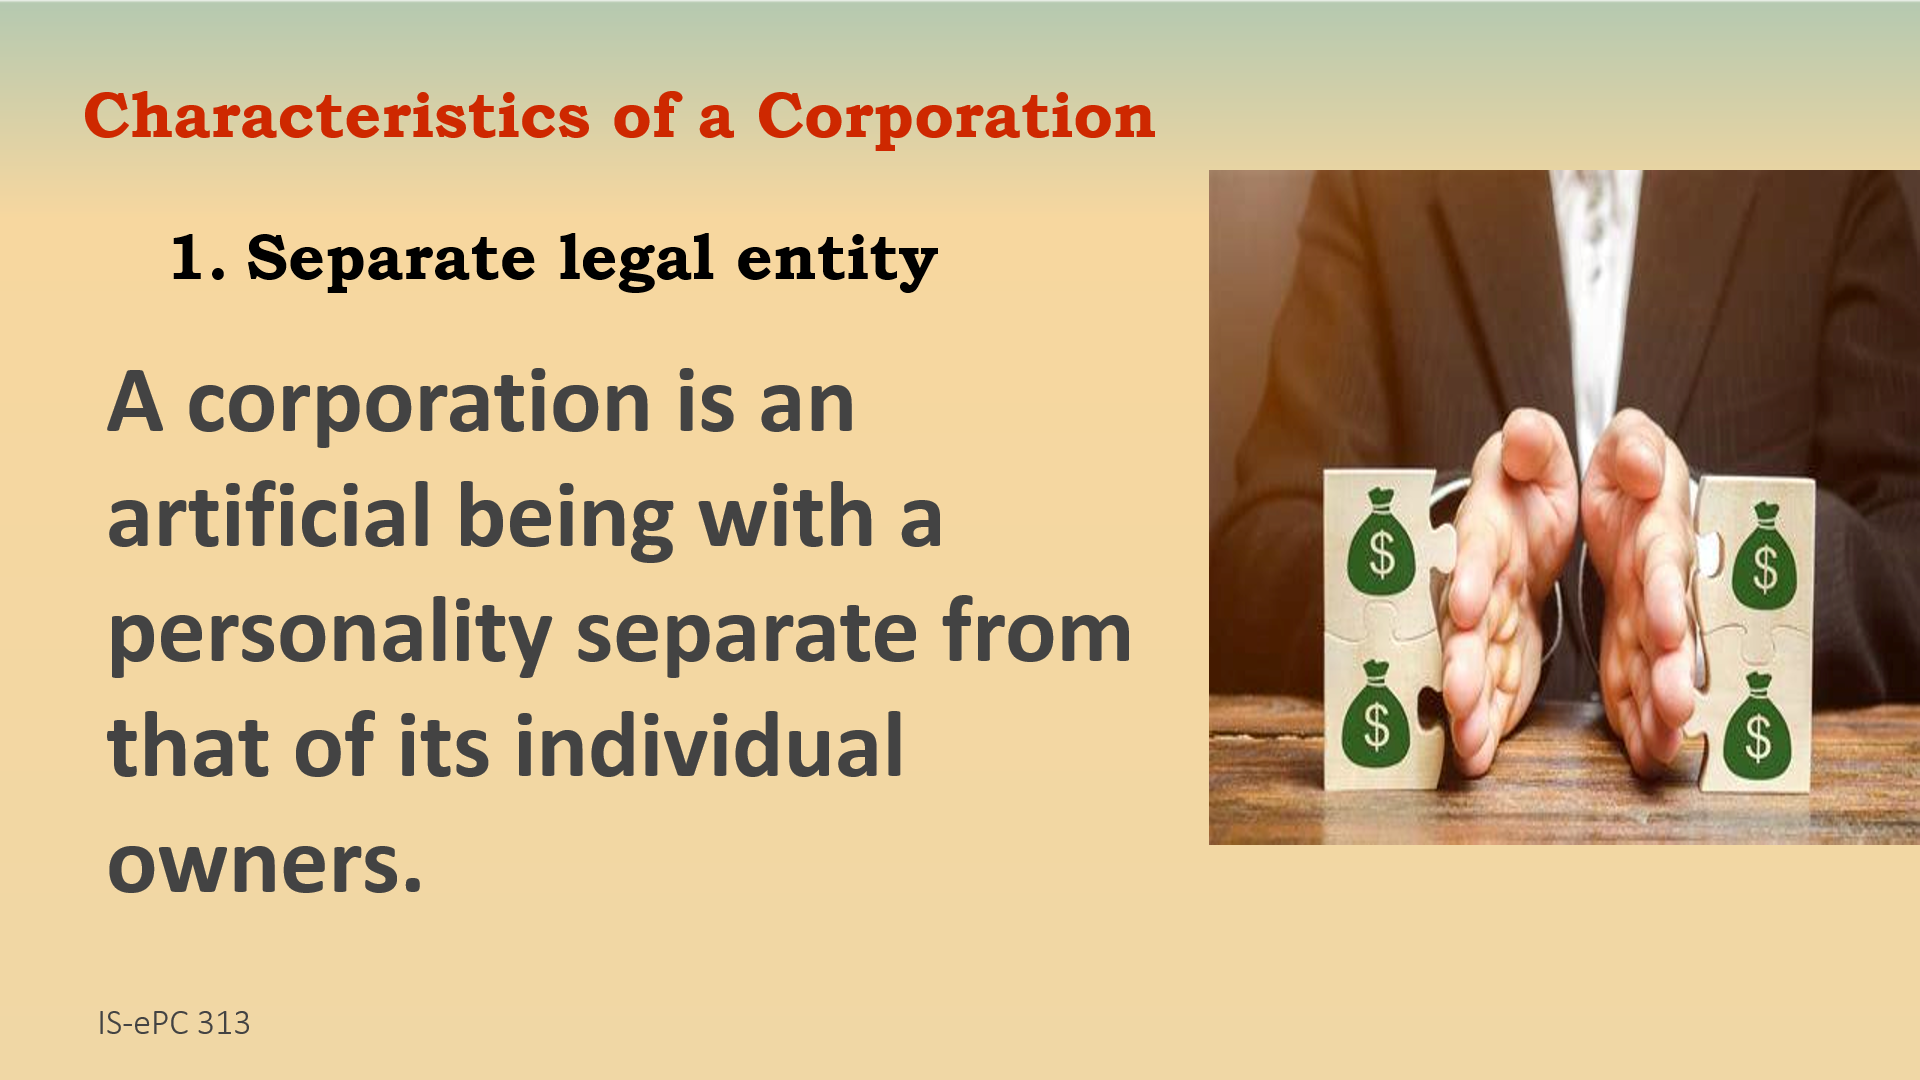 Characteristics of a Corporation
1. Separate legal entity
A corporation is an
artificial being with a
personality separate from
that of its individual
owners.
$
$
$
$
IS-ePC 313